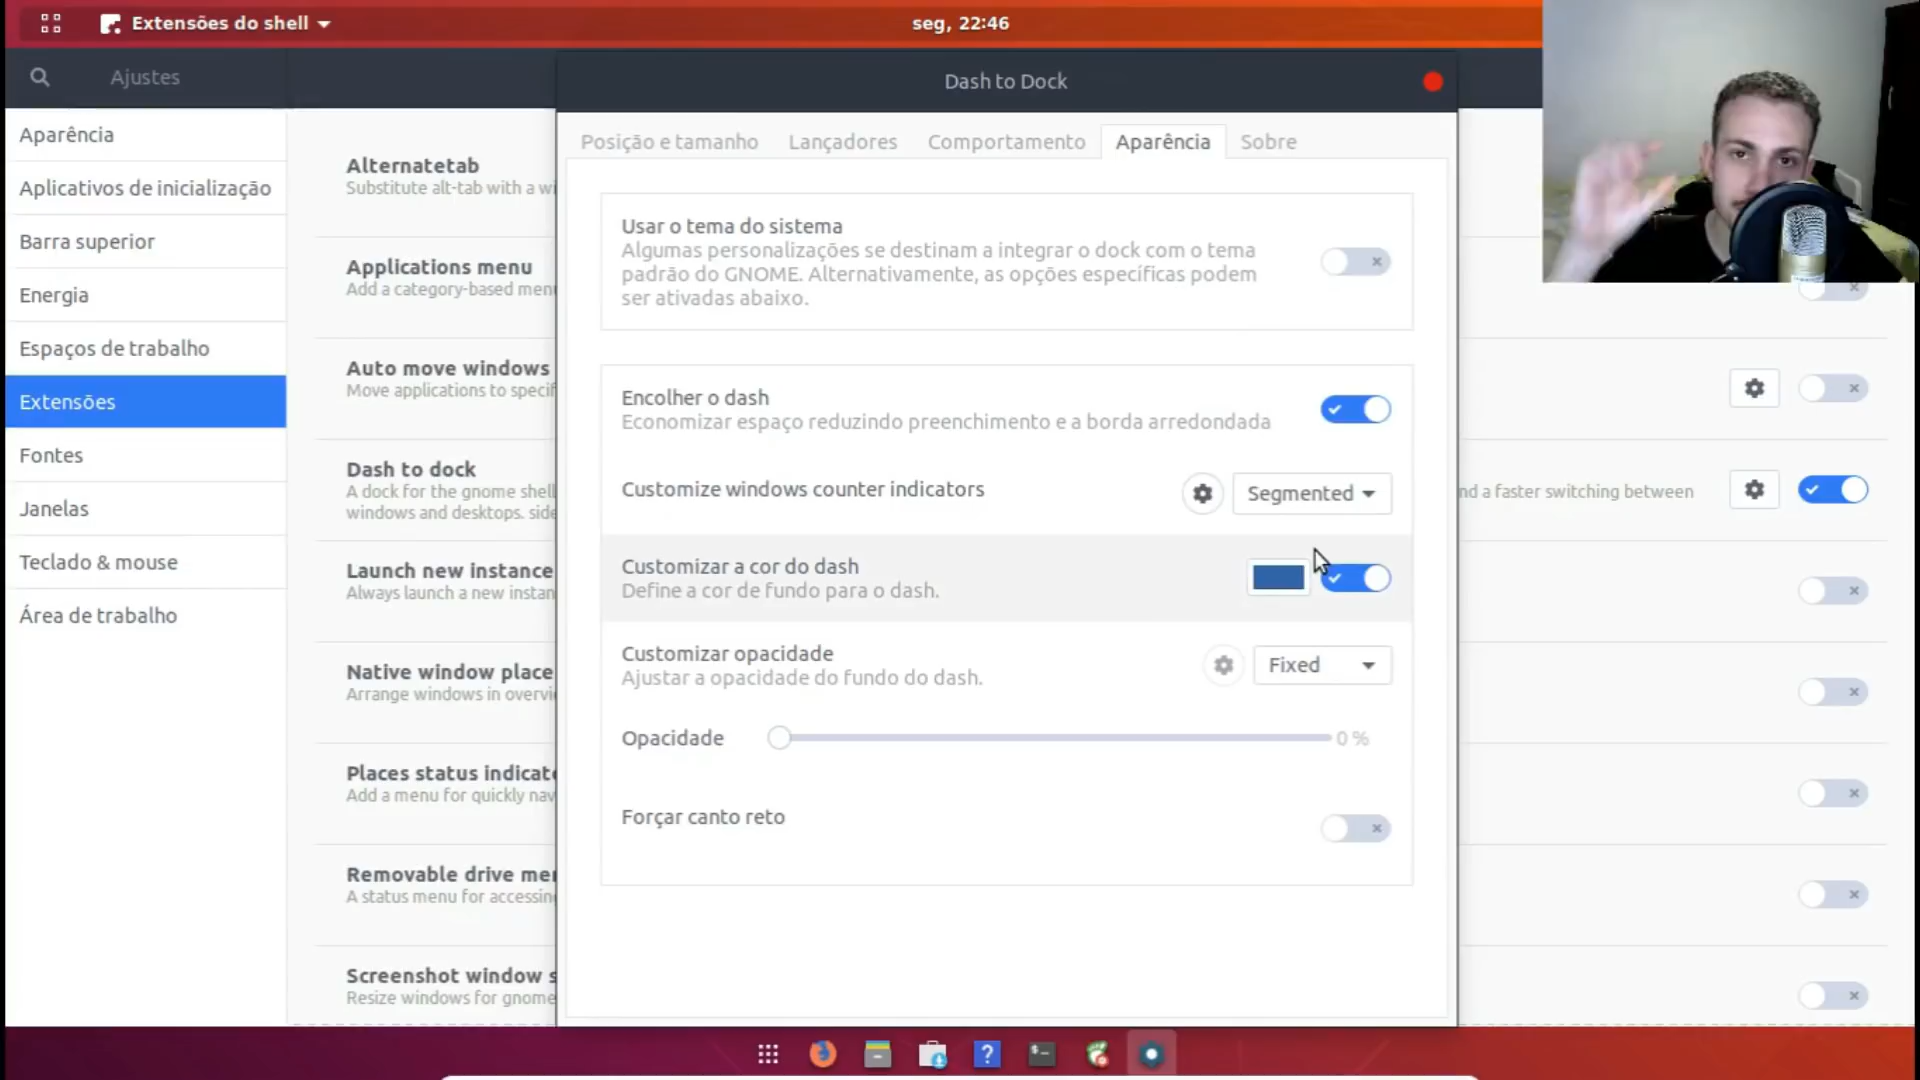 Extensões do shell
seg, 22:46
Ajustes
Dash to Dock
Aparência
Aplicativos de inicialização
Barra superior
Energia
Espaços de trabalho
Extensões
Fontes
Janelas
Teclado & mouse
Área de trabalho
Alternatetab
Substitute alt-tab with a wi
Applications menu
Add a category-based menu
Auto move windows
Move applications to specif
Dash to dock
A dock for the gnome shell
windows and desktops. side
nd a faster switching between
Launch new instance
Always launch a new instan
Native window place
Arrange windows in overvi
Places status indicato
Add a menu for quickly nav
Removable drive mer
A status menu for accessing
Screenshot window s
Resize windows for gnome
Posição e tamanho
Lançadores
Comportamento
Aparência
Sobre
Usar o tema do sistema
Algumas personalizações se destinam a integrar o dock com o tema
padrão do GNOME. Alternativamente, as opções específicas podem
ser ativadas abaixo.
Encolher o dash
Economizar espaço reduzindo preenchimento e a borda arredondada
Customize windows counter indicators
Segmented
Customizar a cor do dash
Define a cor de fundo para o dash.
Customizar opacidade
Ajustar a opacidade do fundo do dash.
Fixed
Opacidade
0 %
Forçar canto reto